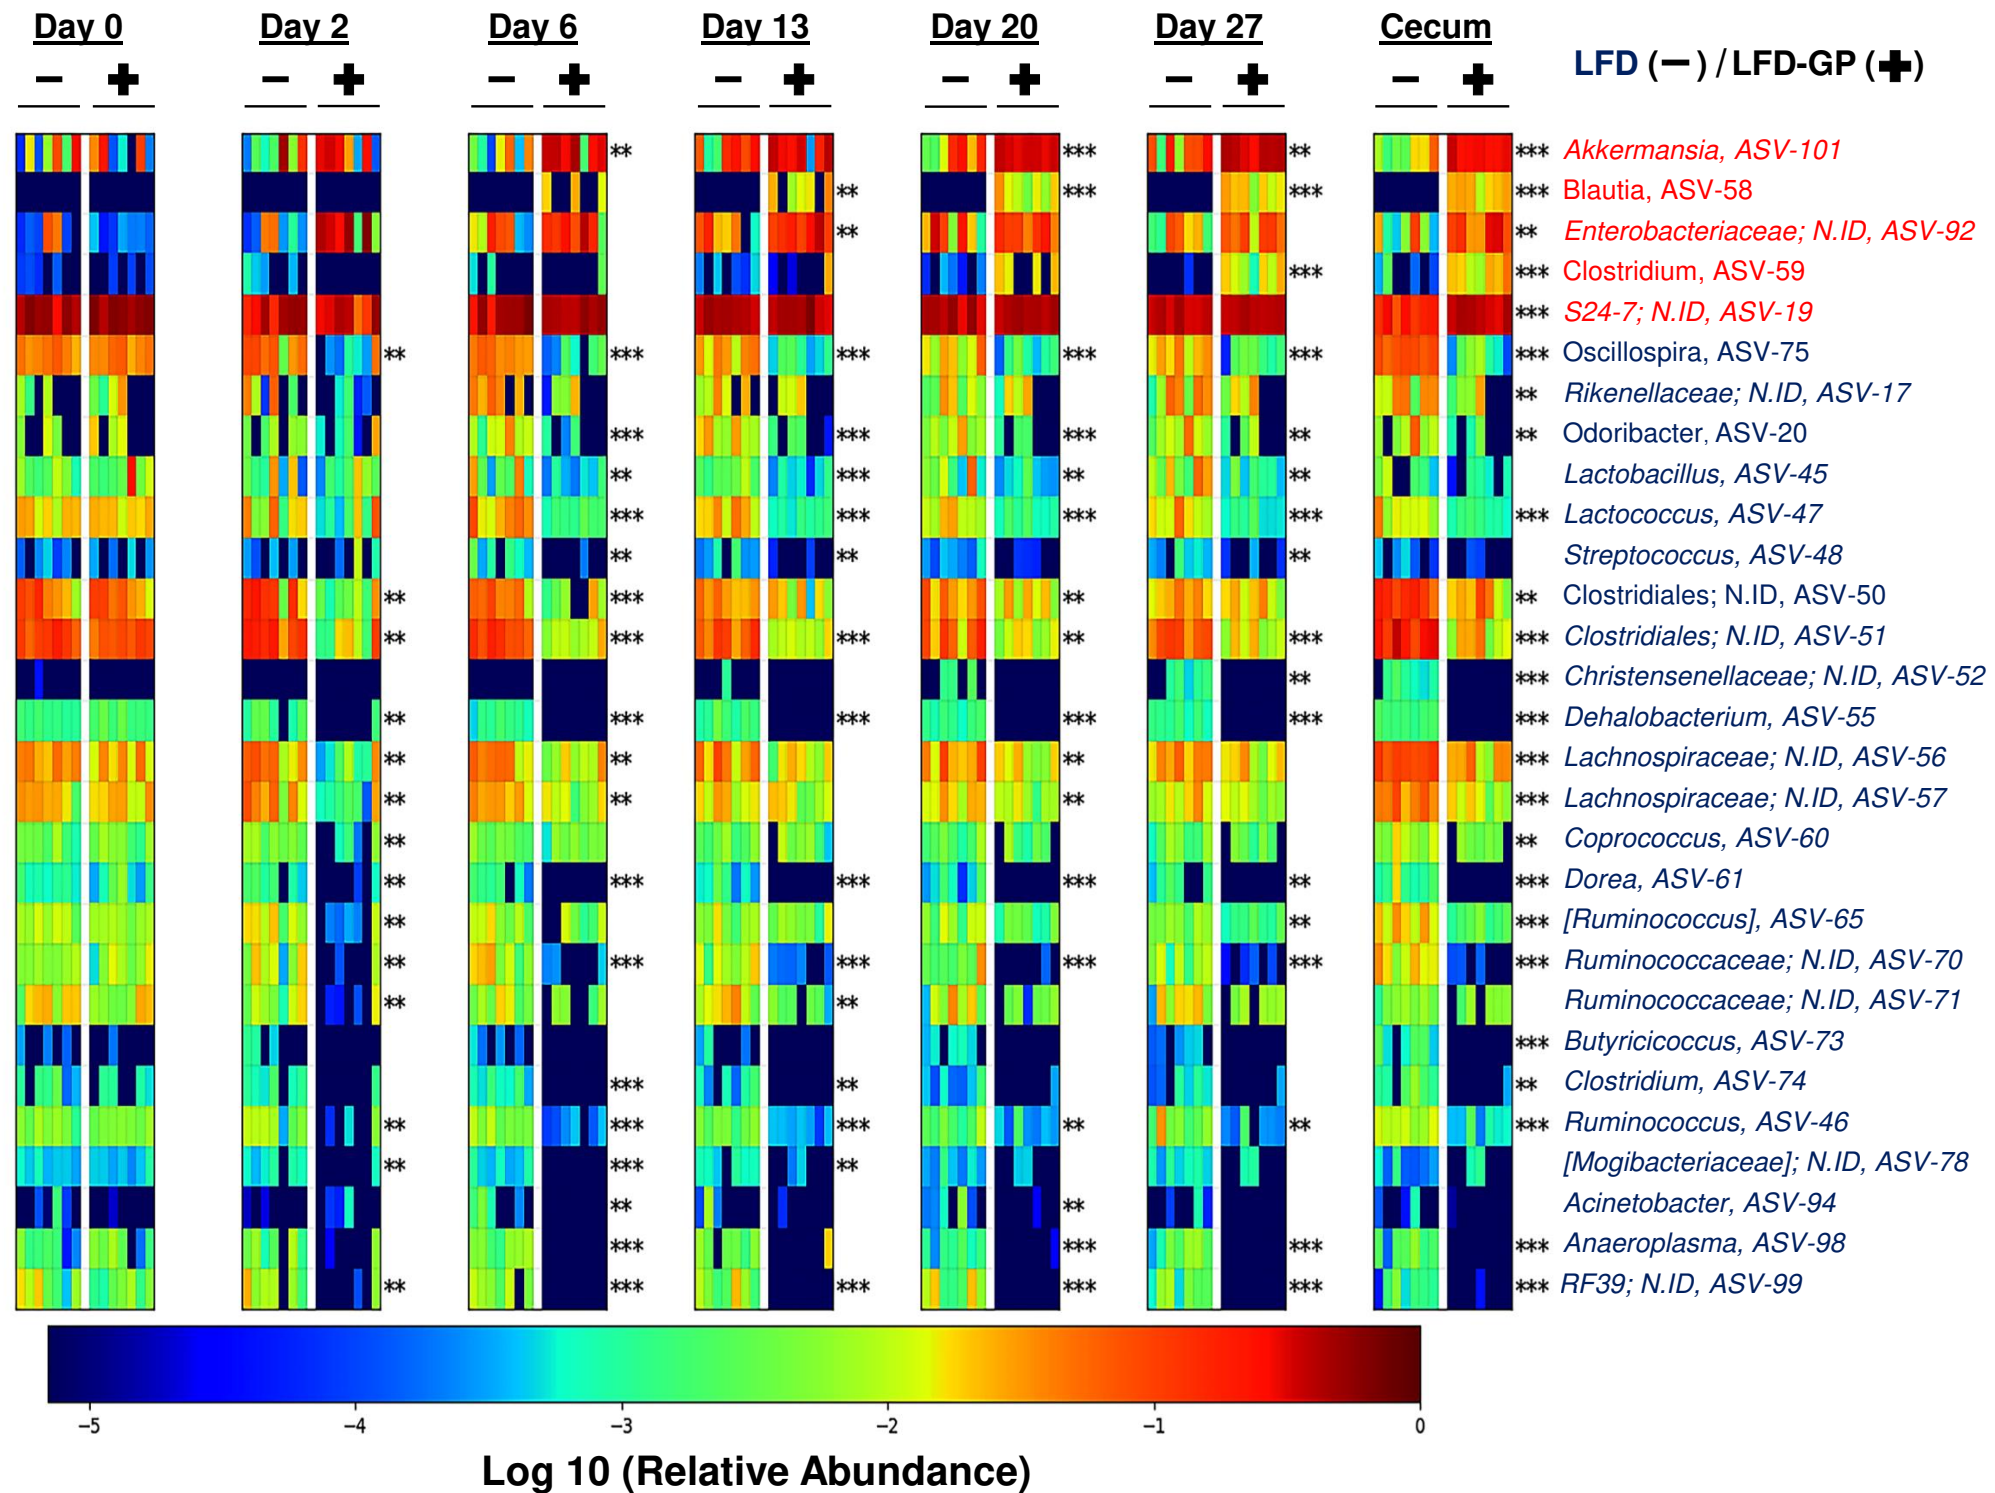 Day 0 Day 2 Day 6 Day 13 Day 20 Day 27 Cecum
− + − + − + − + − + − + − + LFD (−) / LFD-GP (+)
** *** ** *** Akkermansia, ASV-101
** *** *** *** Blautia, ASV-58
** ** Enterobacteriaceae; N.ID, ASV-92
*** *** Clostridium, ASV-59
*** S24-7; N.ID, ASV-19
** *** *** *** *** *** Oscillospira, ASV-75
** Rikenellaceae; N.ID, ASV-17
*** *** *** ** ** Odoribacter, ASV-20
** *** ** ** Lactobacillus, ASV-45
*** *** *** *** *** Lactococcus, ASV-47
** ** ** Streptococcus, ASV-48
** *** ** ** Clostridiales; N.ID, ASV-50
** *** *** ** *** *** Clostridiales; N.ID, ASV-51
** *** Christensenellaceae; N.ID, ASV-52
** *** *** *** *** *** Dehalobacterium, ASV-55
** ** ** *** Lachnospiraceae; N.ID, ASV-56
** ** ** *** Lachnospiraceae; N.ID, ASV-57
** ** Coprococcus, ASV-60
** *** *** *** ** *** Dorea, ASV-61
** ** *** [Ruminococcus], ASV-65
** *** *** *** *** *** Ruminococcaceae; N.ID, ASV-70
** ** Ruminococcaceae; N.ID, ASV-71
*** Butyricicoccus, ASV-73
*** ** ** Clostridium, ASV-74
** *** *** ** ** *** Ruminococcus, ASV-46
** *** ** [Mogibacteriaceae]; N.ID, ASV-78
** ** Acinetobacter, ASV-94
*** *** *** *** Anaeroplasma, ASV-98
** *** *** *** *** *** RF39; N.ID, ASV-99
−5 −4 −3 −2 −1 0
Log 10 (Relative Abundance)